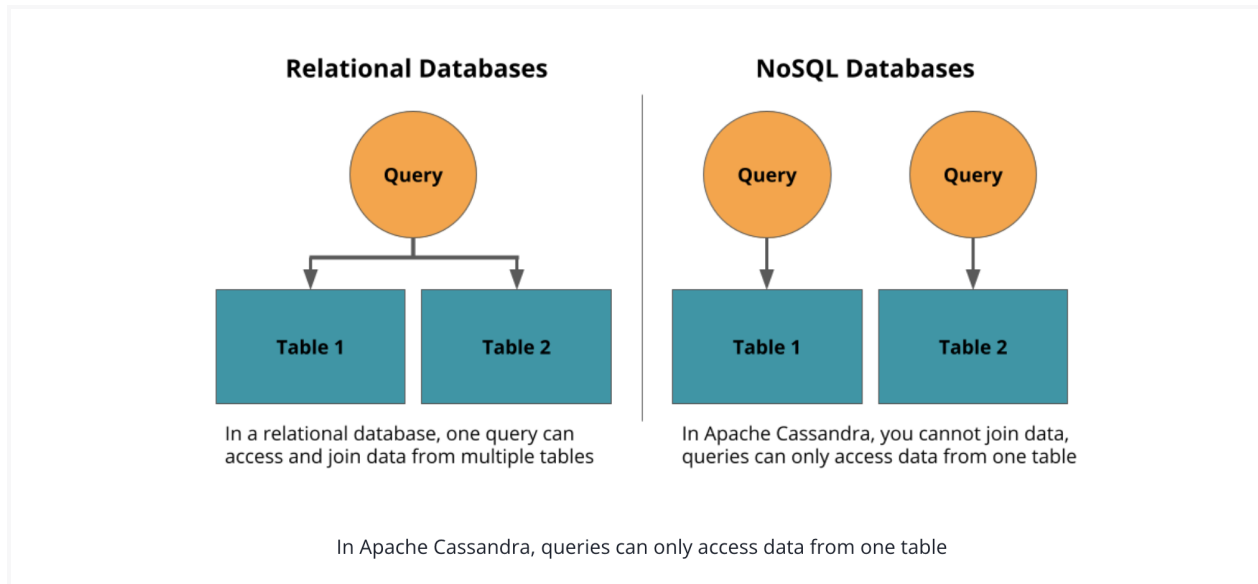 Relational Databases
NoSQL Databases
Query
Query
Query
Table 1
Table 2
Table 1
Table 2
In a relational database, one query can
access and join data from multiple tables
In Apache Cassandra, you cannot join data,
queries can only access data from one table
In Apache Cassandra, queries can only access data from one table